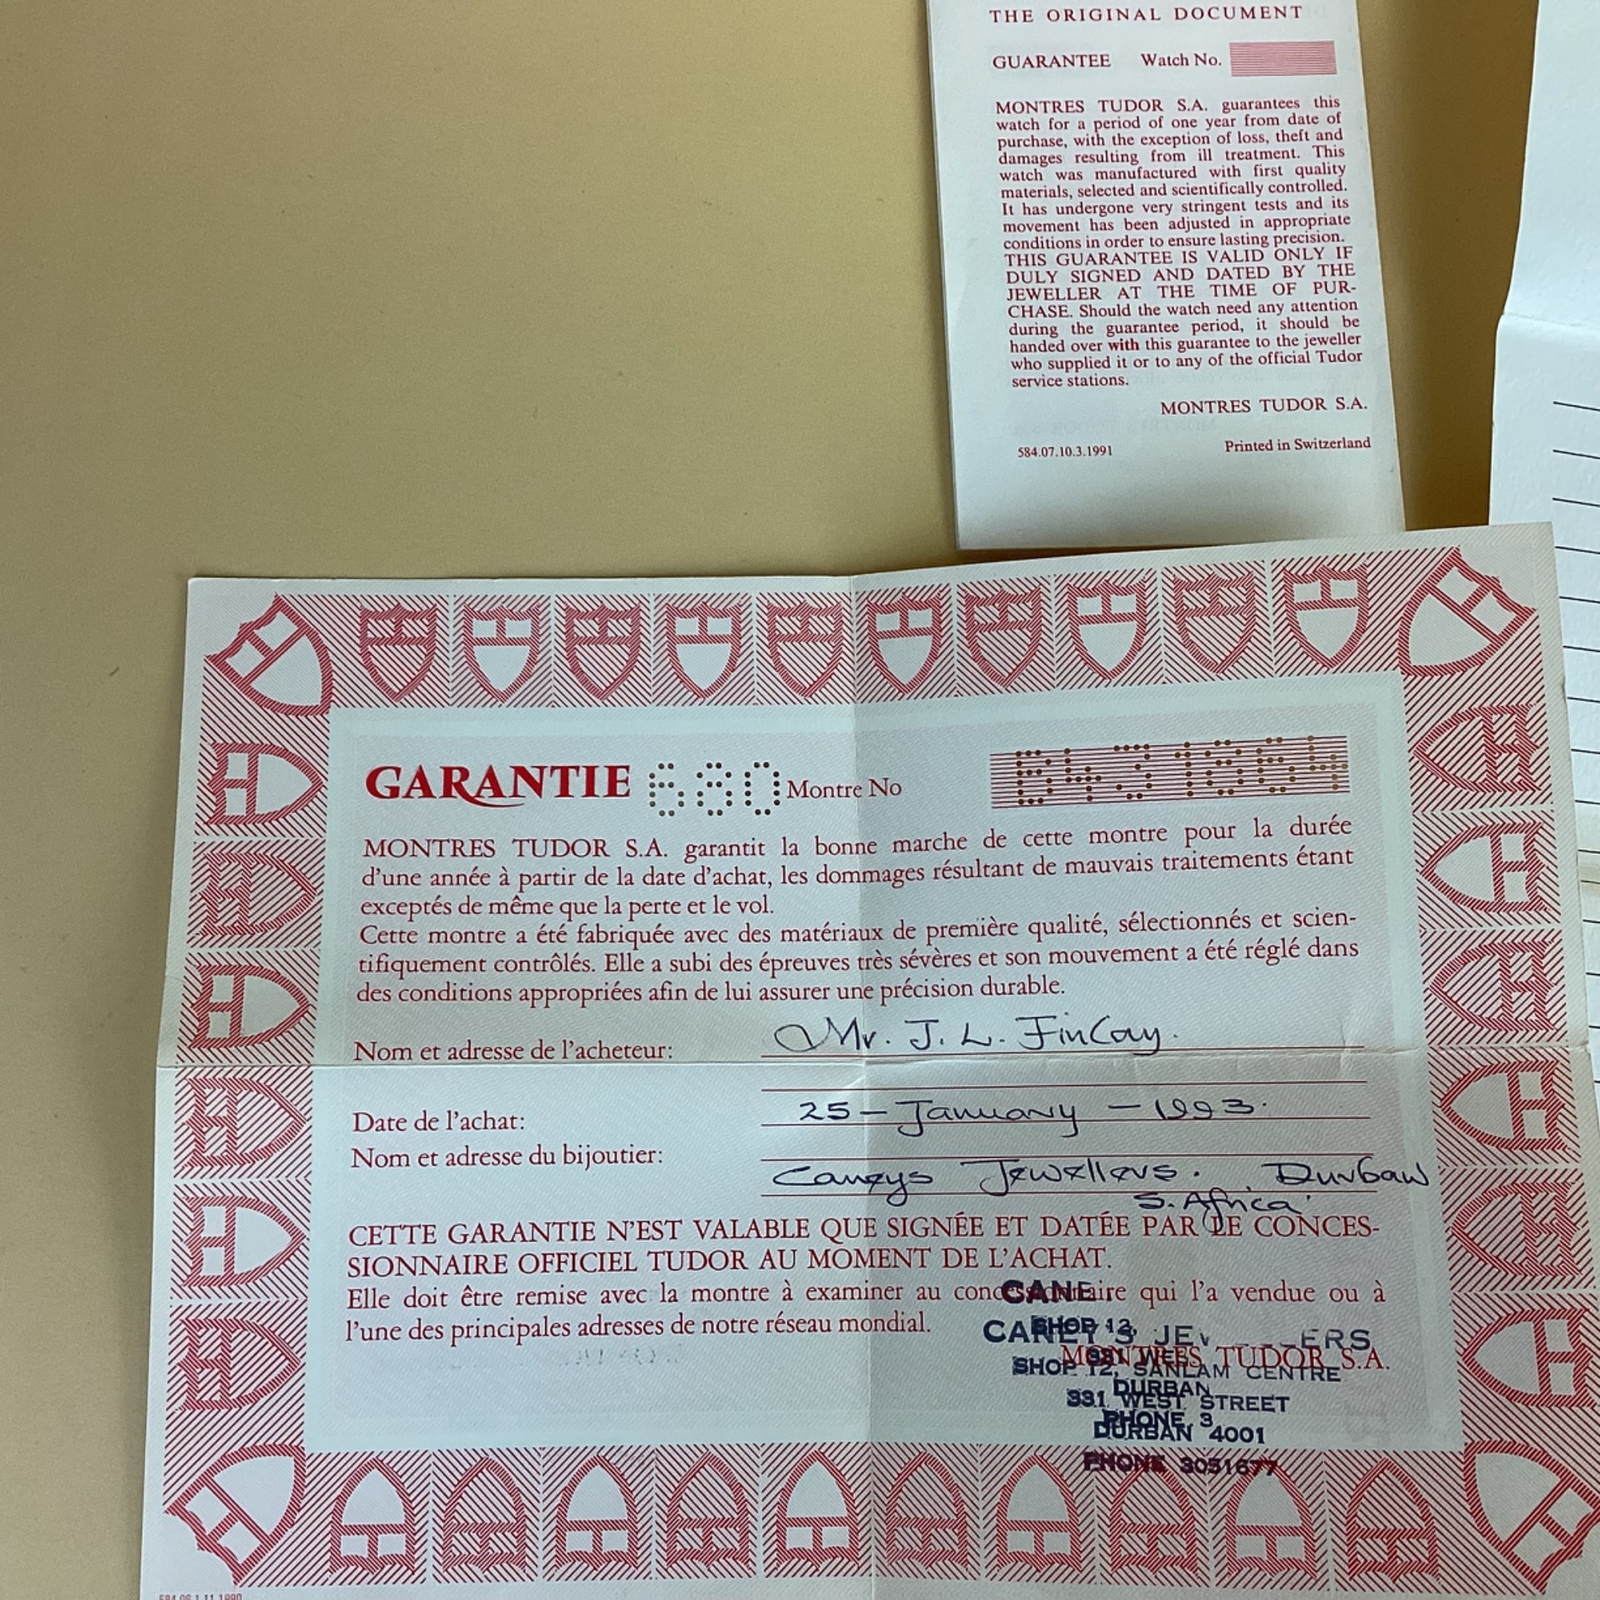 THE ORIGINAL DOCUMENT
GUARANTEE Watch No.
MONTRES TUDOR S.A. guarantees this
watch for a period of one year from date of
purchase, with the exception of loss, theft and
damages resulting from ill treatment. This
watch was manufactured with first quality
materials, selected and scientifically controlled.
It has undergone very stringent tests and its
movement has been adjusted in appropriate
conditions in order to ensure lasting precision.
THIS GUARANTEE IS VALID ONLY IF
DULY SIGNED AND DATED BY THE
JEWELLER AT THE TIME OF PUR-
CHASE. Should the watch need any attention
during the guarantee period, it should be
handed over with this guarantee to the jeweller
who supplied it or to any of the official Tudor
service stations.
MONTRES TUDOR S.A.
584.07.10.3.1991 Printed in Switzerland
GARANTIE 680 Montre No B431864
MONTRES TUDOR S.A. garantit la bonne marche de cette montre pour la durée
d'une année à partir de la date d'achat, les dommages résultant de mauvais traitements étant
exceptés de même que la perte et le vol.
Cette montre a été fabriquée avec des matériaux de première qualité, sélectionnés et scien-
tifiquement contrôlés. Elle a subi des épreuves très sévères et son mouvement a été réglé dans
des conditions appropriées afin de lui assurer une précision durable.
Nom et adresse de l'acheteur: Mr. J. L. Finlay.
Date de l'achat: 25 – January – 1993.
Nom et adresse du bijoutier:
Caneys Jewellers. Durban
S. Africa
CETTE GARANTIE N'EST VALABLE QUE SIGNÉE ET DATÉE PAR LE CONCES-
SIONNAIRE OFFICIEL TUDOR AU MOMENT DE L'ACHAT.
Elle doit être remise avec la montre à examiner au concessionnaire qui l'a vendue ou à
l'une des principales adresses de notre réseau mondial.
MONTRES TUDOR S.A.
SHOP 12, SANLAM CENTRE
331 WEST STREET
DURBAN 4001
PHONE 3051677
584.06.1.11.1990